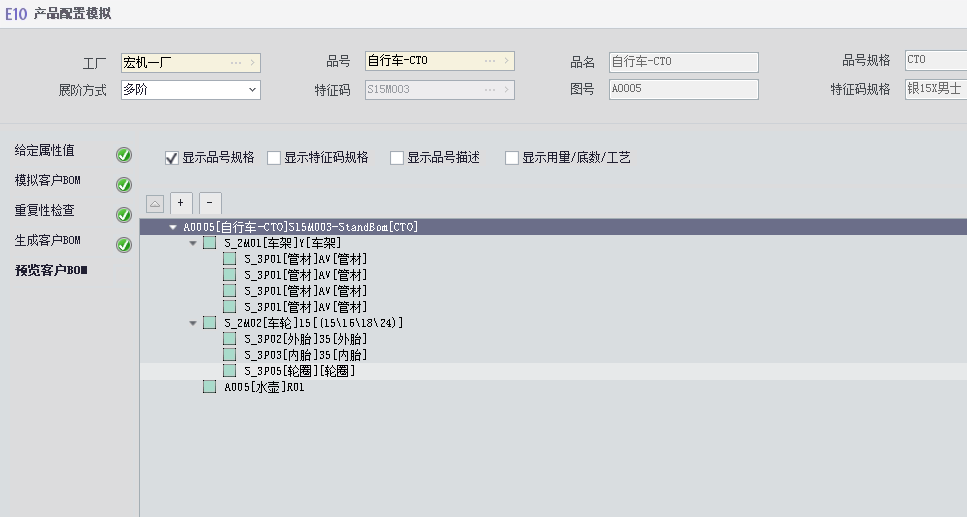 E10 产品配置模拟
工厂 宏机一厂 品号 自行车-CTO 品名 自行车-CTO 品号规格 CTO
展阶方式 多阶 特征码 S15M003 图号 A0005 特征码规格 银15X男士
给定属性值
模拟客户BOM
重复性检查
生成客户BOM
预览客户BOM
显示品号规格 显示特征码规格 显示品号描述 显示用量/底数/工艺
+ -
A0005[自行车-CTO]S15M003-StandBom[CTO]
S_2M01[车架]Y[车架]
S_3P01[管材]AV[管材]
S_3P01[管材]AV[管材]
S_3P01[管材]AV[管材]
S_3P01[管材]AV[管材]
S_2M02[车轮]15[(15\16\18\24)]
S_3P02[外胎]35[外胎]
S_3P03[内胎]35[内胎]
S_3P05[轮圈][轮圈]
A005[水壶]R01